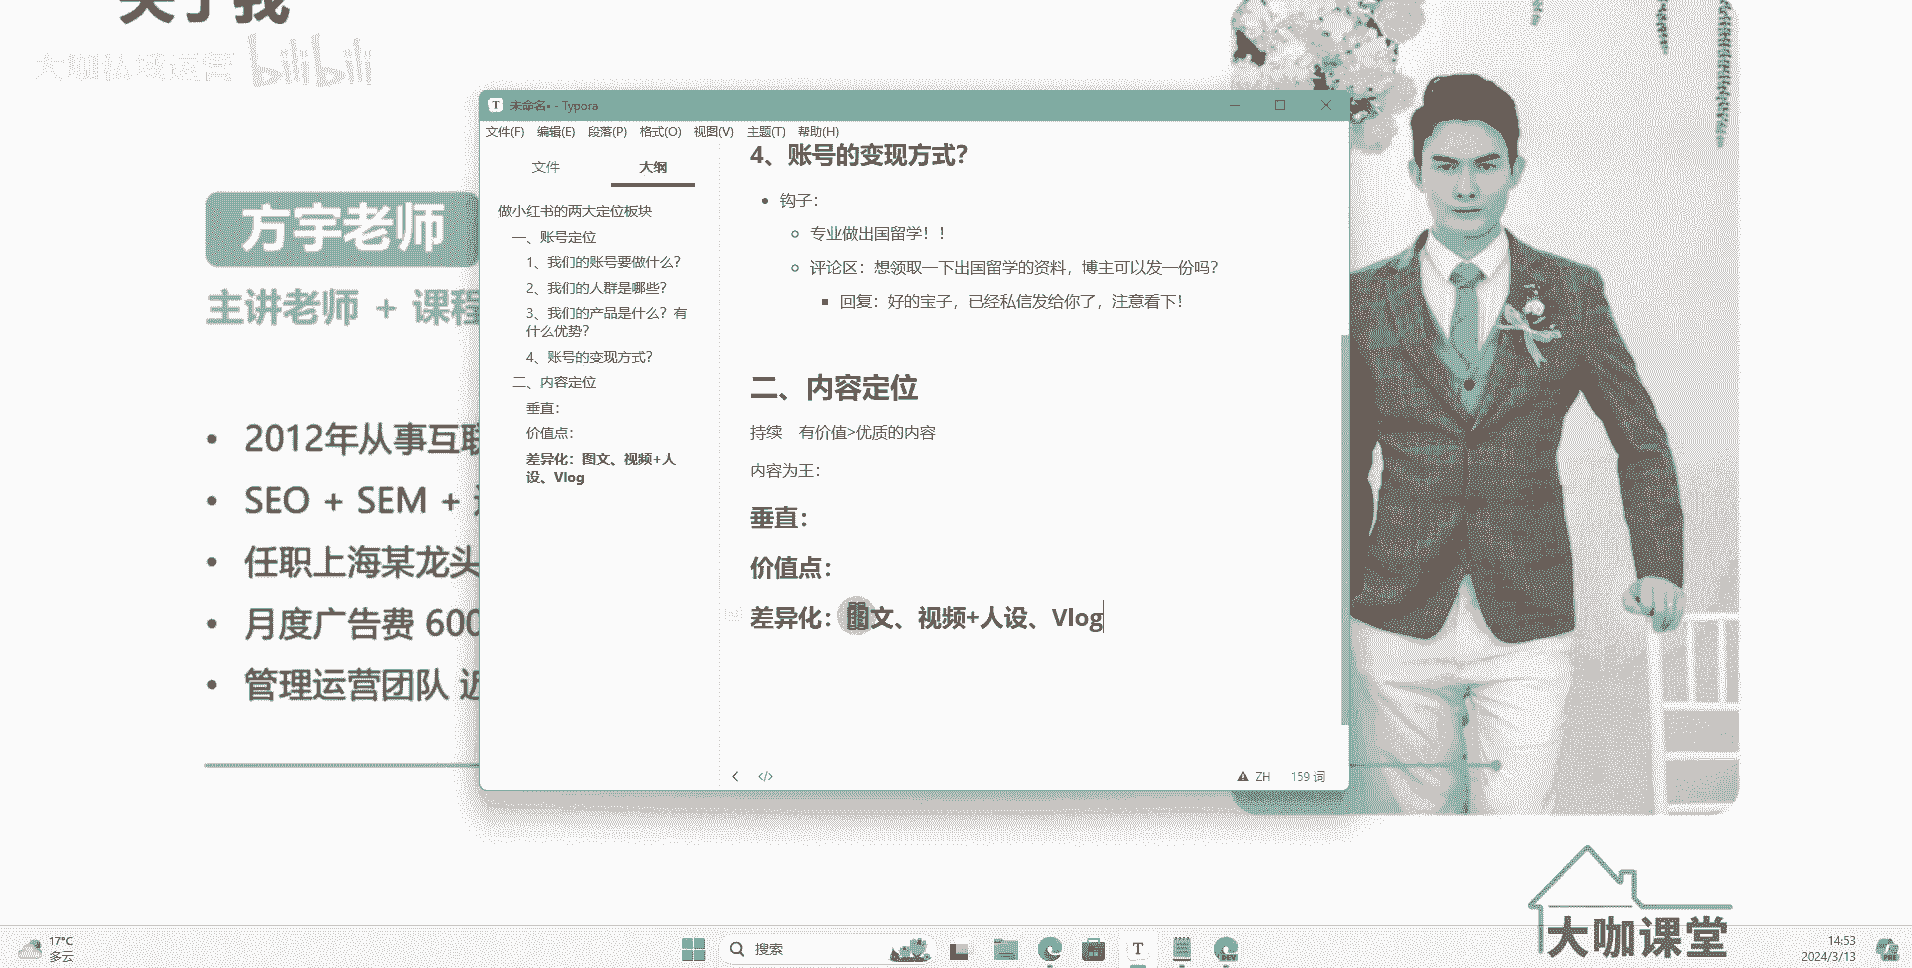 关于我
大咖私域运营 bilibili
方宇老师
主讲老师 + 课程
2012年从事互联
SEO + SEM +
任职上海某龙头
月度广告费 600
管理运营团队 近
未命名• - Typora
文件(F) 编辑(E) 段落(P) 格式(O) 视图(V) 主题(T) 帮助(H)
文件 大纲
做小红书的两大定位板块
一、账号定位
1、我们的账号要做什么?
2、我们的人群是哪些?
3、我们的产品是什么？有
什么优势?
4、账号的变现方式?
二、内容定位
垂直：
价值点：
差异化：图文、视频+人
设、Vlog
4、账号的变现方式?
钩子：
专业做出国留学！！
评论区：想领取一下出国留学的资料，博主可以发一份吗?
回复：好的宝子，已经私信发给你了，注意看下!
二、内容定位
持续 有价值>优质的内容
内容为王：
垂直：
价值点：
差异化：图文、视频+人设、Vlog
ZH 159 词
大咖课堂
17°C
多云
搜索
T
DEV
14:53
2024/3/13
PRE